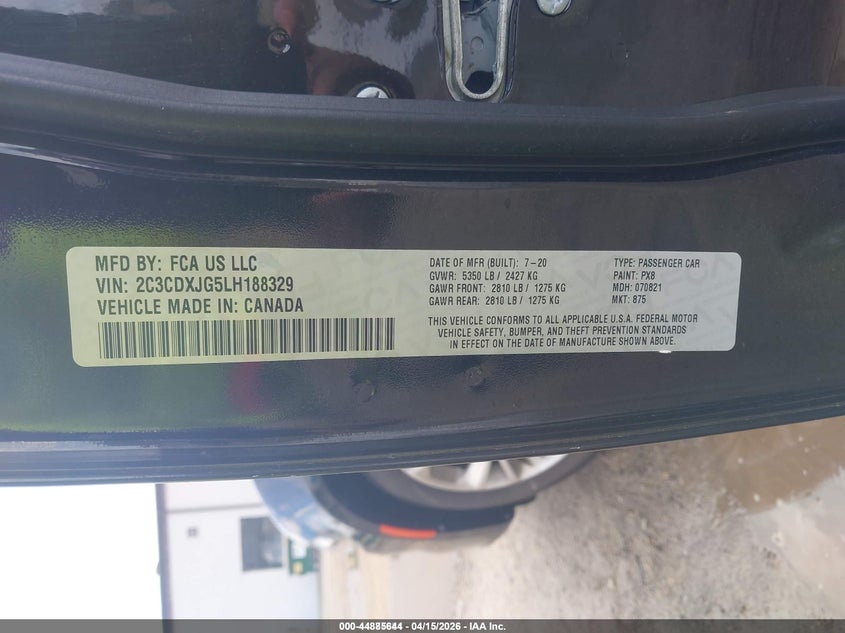 MFD BY: FCA US LLC
VIN: 2C3CDXJG5LH188329
VEHICLE MADE IN: CANADA
DATE OF MFR (BUILT): 7-20
GVWR: 5350 LB / 2427 KG
GAWR FRONT: 2810 LB / 1275 KG
GAWR REAR: 2810 LB / 1275 KG
TYPE: PASSENGER CAR
PAINT: PX8
MDH: 070821
MKT: 875
THIS VEHICLE CONFORMS TO ALL APPLICABLE U.S.A. FEDERAL MOTOR
VEHICLE SAFETY, BUMPER, AND THEFT PREVENTION STANDARDS
IN EFFECT ON THE DATE OF MANUFACTURE SHOWN ABOVE.
000-44885644 - 04/15/2026 - IAA Inc.